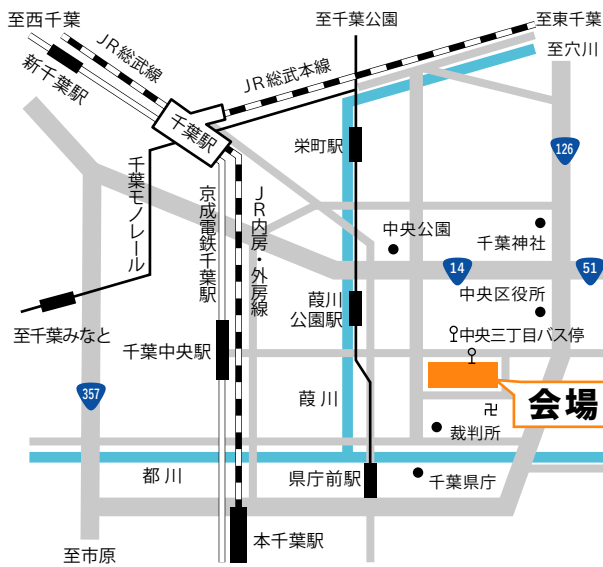 至西千葉
至千葉公園
至東千葉
JR総武線
JR総武本線
至穴川
新千葉駅
千葉駅
栄町駅
126
千葉モノレール
京成電鉄千葉駅
JR内房・外房線
中央公園
千葉神社
14
51
葭川
公園駅
中央区役所
至千葉みなと
千葉中央駅
中央三丁目バス停
357
葭川
会場
卍
裁判所
都川
県庁前駅
千葉県庁
本千葉駅
至市原